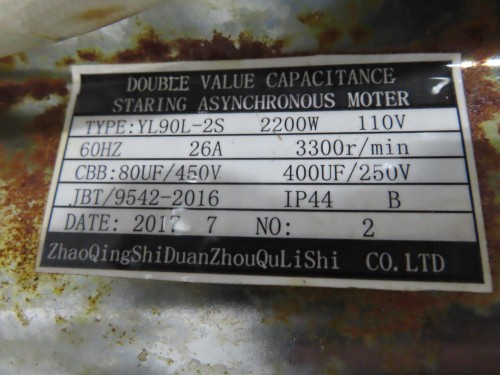 DOUBLE VALUE CAPACITANCE
STARING ASYNCHRONOUS MOTER
TYPE:YL90L-2S 2200W 110V
60HZ 26A 3300r/min
CBB:80UF/450V 400UF/250V
JBT/9542-2016 IP44 B
DATE: 2017 7 NO: 2
ZhaoQingShiDuanZhouQuLiShi CO.LTD